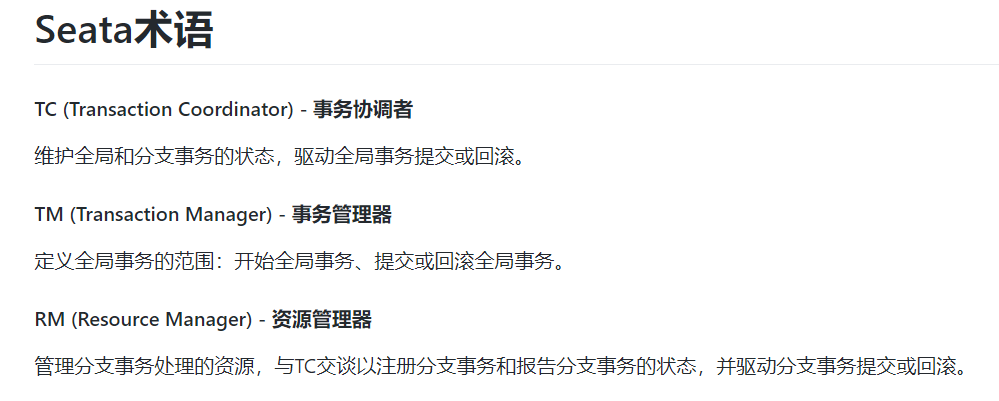 Seata术语
TC (Transaction Coordinator) - 事务协调者
维护全局和分支事务的状态，驱动全局事务提交或回滚。
TM (Transaction Manager) - 事务管理器
定义全局事务的范围：开始全局事务、提交或回滚全局事务。
RM (Resource Manager) - 资源管理器
管理分支事务处理的资源，与TC交谈以注册分支事务和报告分支事务的状态，并驱动分支事务提交或回滚。